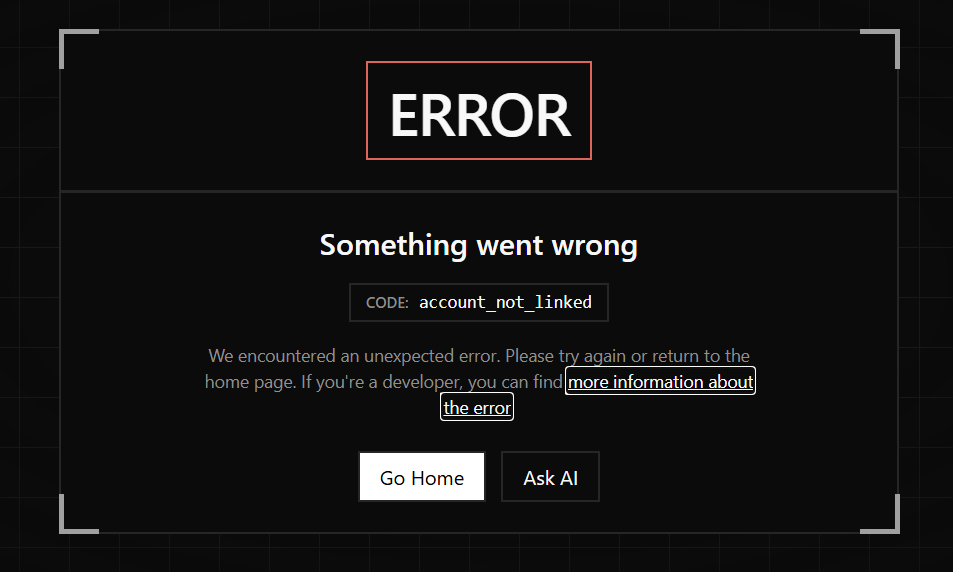 ERROR
Something went wrong
CODE: account_not_linked
We encountered an unexpected error. Please try again or return to the
home page. If you're a developer, you can find more information about
the error
Go Home
Ask AI